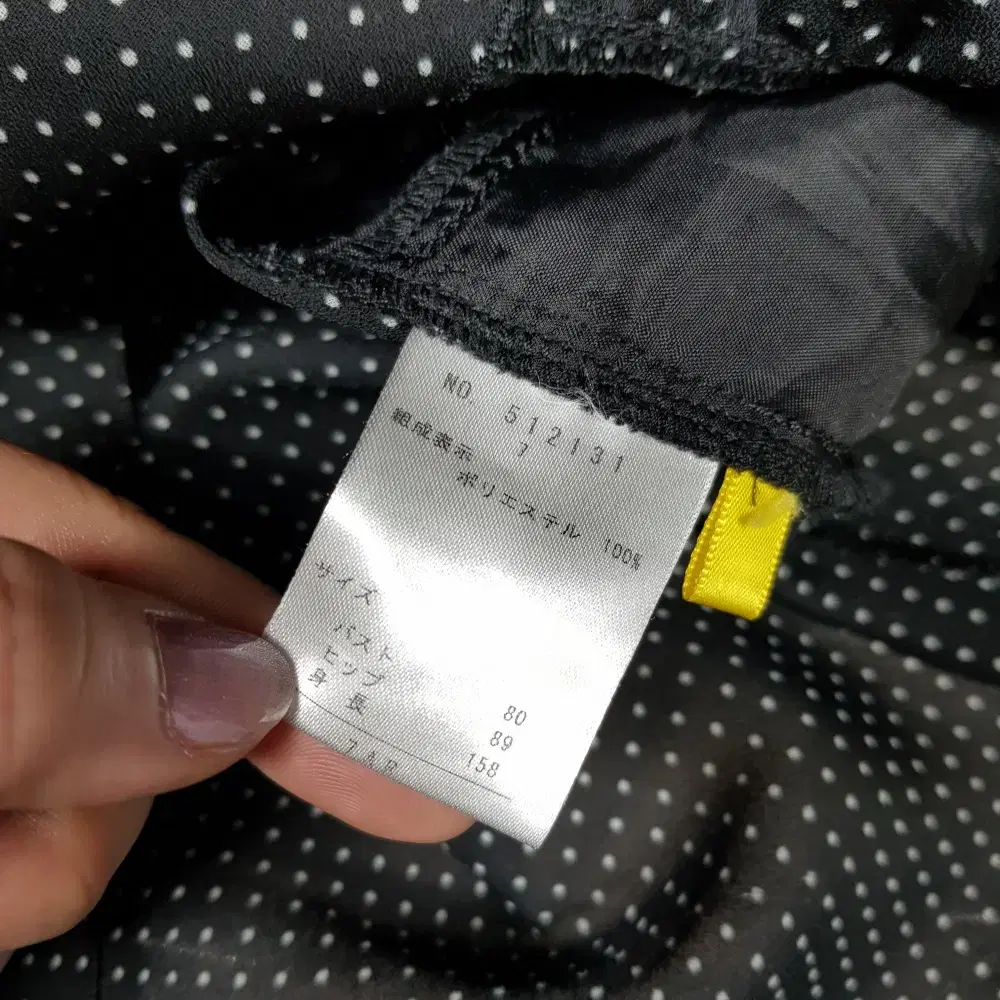 NO. 512131
7
組成表示
ポリエステル 100%
サイズ
バスト 80
ヒップ 89
身長 158
7AR